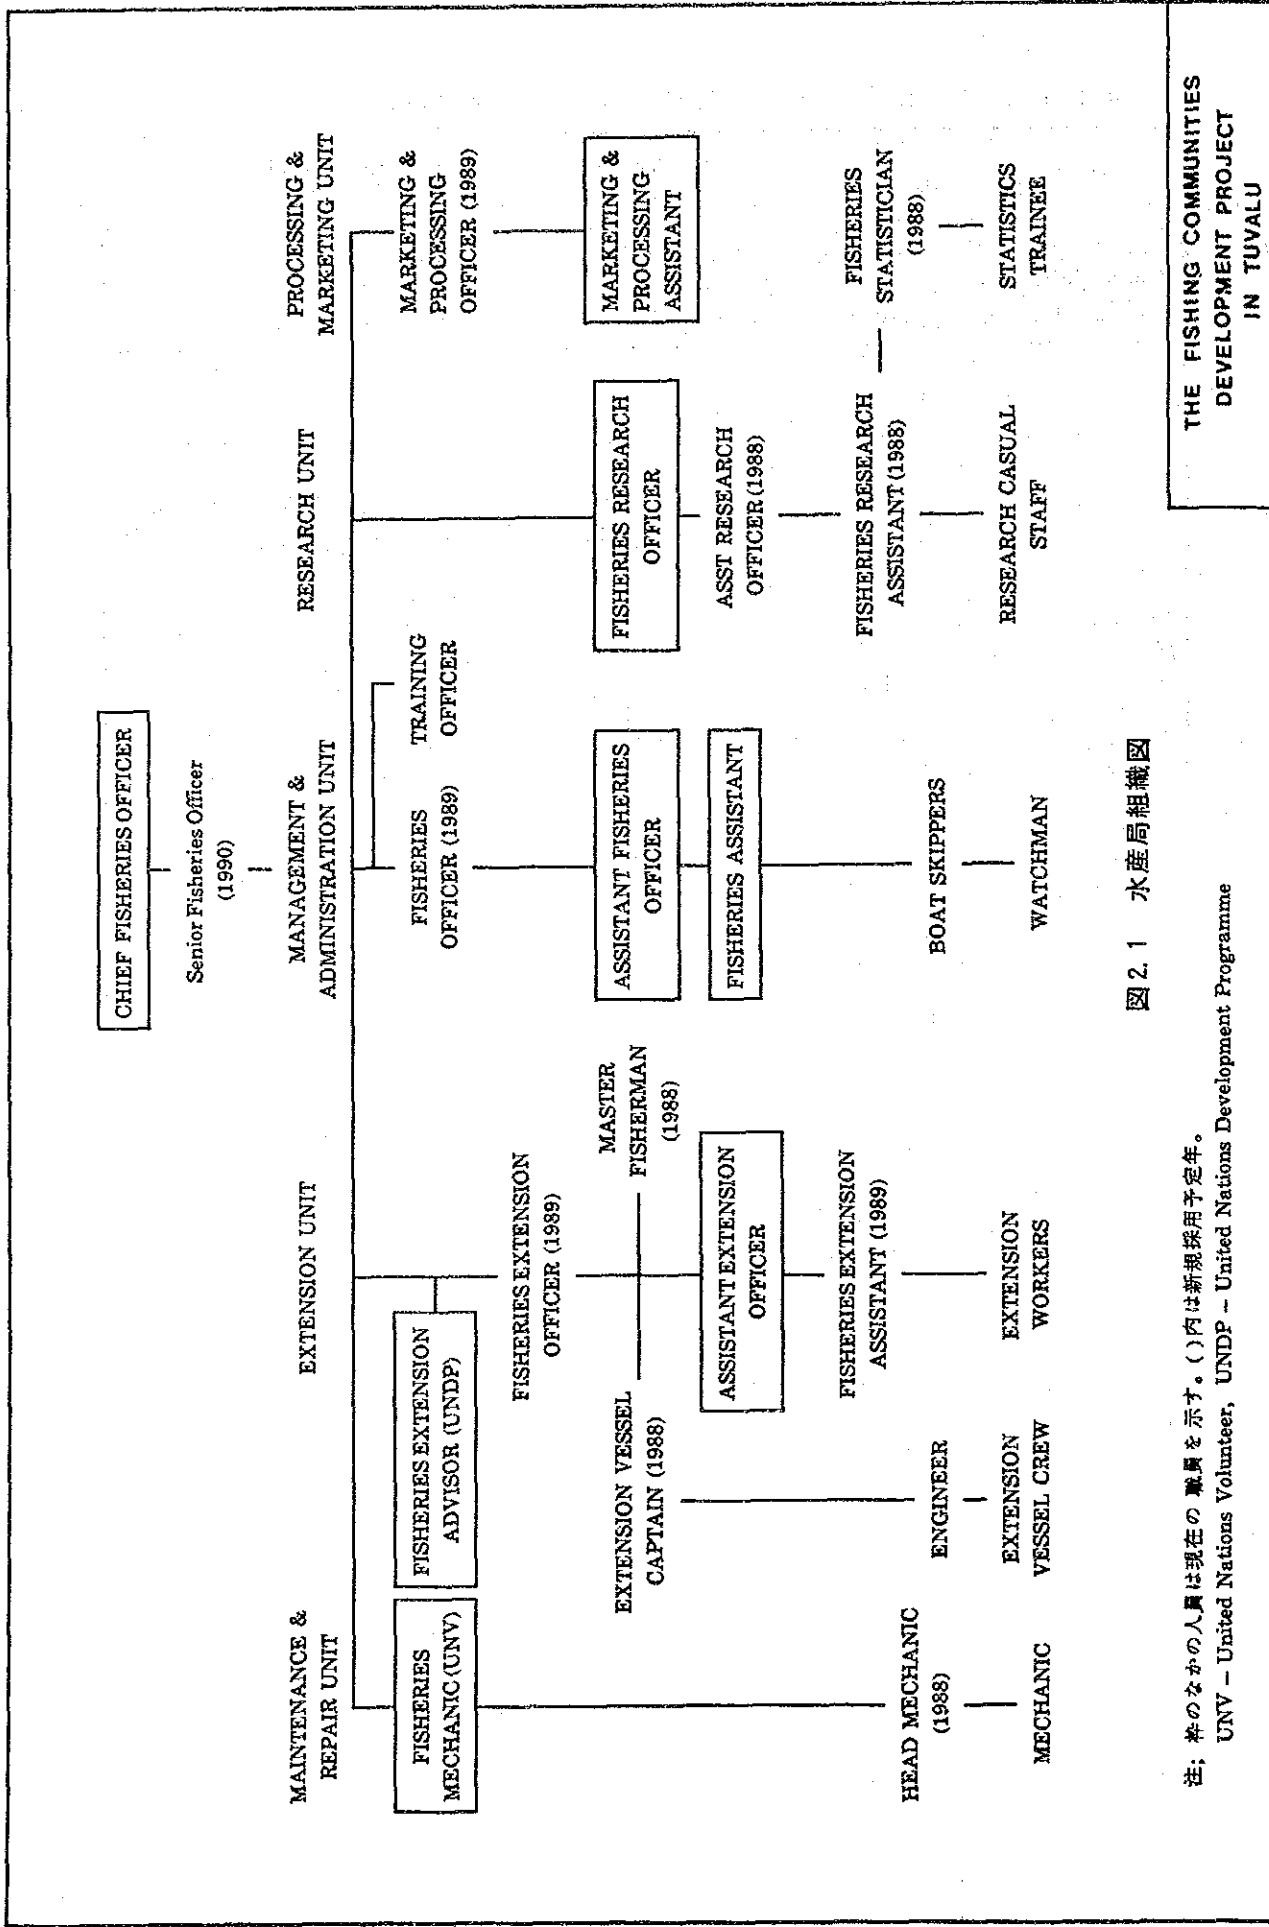 CHIEF FISHERIES OFFICER
Senior Fisheries Officer
(1990)
MAINTENANCE &
REPAIR UNIT
EXTENSION UNIT
MANAGEMENT &
ADMINISTRATION UNIT
RESEARCH UNIT
PROCESSING &
MARKETING UNIT
FISHERIES
MECHANIC (UNV)
HEAD MECHANIC
(1988)
MECHANIC
FISHERIES EXTENSION
ADVISOR (UNDP)
FISHERIES EXTENSION
OFFICER (1989)
EXTENSION VESSEL
CAPTAIN (1988)
MASTER
FISHERMAN
(1988)
ENGINEER
EXTENSION
VESSEL CREW
ASSISTANT EXTENSION
OFFICER
FISHERIES EXTENSION
ASSISTANT (1989)
EXTENSION
WORKERS
FISHERIES
OFFICER (1989)
TRAINING
OFFICER
ASSISTANT FISHERIES
OFFICER
FISHERIES ASSISTANT
BOAT SKIPPERS
WATCHMAN
FISHERIES RESEARCH
OFFICER
ASST RESEARCH
OFFICER (1988)
FISHERIES RESEARCH
ASSISTANT (1988)
RESEARCH CASUAL
STAFF
MARKETING &
PROCESSING
OFFICER (1989)
MARKETING &
PROCESSING
ASSISTANT
FISHERIES
STATISTICIAN
(1988)
STATISTICS
TRAINEE
図 2. 1 水産局組織図
注; 枠のなかの人員は現在の職員を示す。( )内は新規採用予定年。
UNV – United Nations Volunteer, UNDP – United Nations Development Programme
THE FISHING COMMUNITIES
DEVELOPMENT PROJECT
IN TUVALU